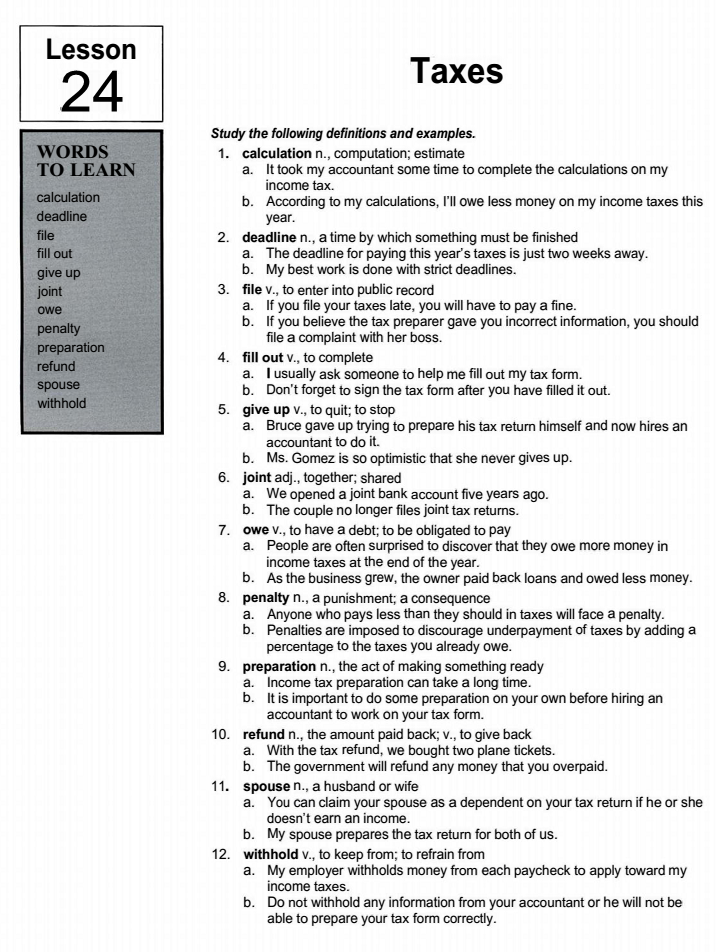 Lesson
24
Taxes
WORDS
TO LEARN
calculation
deadline
file
fill out
give up
joint
owe
penalty
preparation
refund
spouse
withhold
Study the following definitions and examples.
1. calculation n., computation; estimate
a. It took my accountant some time to complete the calculations on my
income tax.
b. According to my calculations, I'll owe less money on my income taxes this
year.
2. deadline n., a time by which something must be finished
a. The deadline for paying this year's taxes is just two weeks away.
b. My best work is done with strict deadlines.
3. file v., to enter into public record
a. If you file your taxes late, you will have to pay a fine.
b. If you believe the tax preparer gave you incorrect information, you should
file a complaint with her boss.
4. fill out v., to complete
a. I usually ask someone to help me fill out my tax form.
b. Don't forget to sign the tax form after you have filled it out.
5. give up v., to quit; to stop
a. Bruce gave up trying to prepare his tax return himself and now hires an
accountant to do it.
b. Ms. Gomez is so optimistic that she never gives up.
6. joint adj., together; shared
a. We opened a joint bank account five years ago.
b. The couple no longer files joint tax returns.
7. owe v., to have a debt; to be obligated to pay
a. People are often surprised to discover that they owe more money in
income taxes at the end of the year.
b. As the business grew, the owner paid back loans and owed less money.
8. penalty n., a punishment; a consequence
a. Anyone who pays less than they should in taxes will face a penalty.
b. Penalties are imposed to discourage underpayment of taxes by adding a
percentage to the taxes you already owe.
9. preparation n., the act of making something ready
a. Income tax preparation can take a long time.
b. It is important to do some preparation on your own before hiring an
accountant to work on your tax form.
10. refund n., the amount paid back; v., to give back
a. With the tax refund, we bought two plane tickets.
b. The government will refund any money that you overpaid.
11. spouse n., a husband or wife
a. You can claim your spouse as a dependent on your tax return if he or she
doesn't earn an income.
b. My spouse prepares the tax return for both of us.
12. withhold v., to keep from; to refrain from
a. My employer withholds money from each paycheck to apply toward my
income taxes.
b. Do not withhold any information from your accountant or he will not be
able to prepare your tax form correctly.